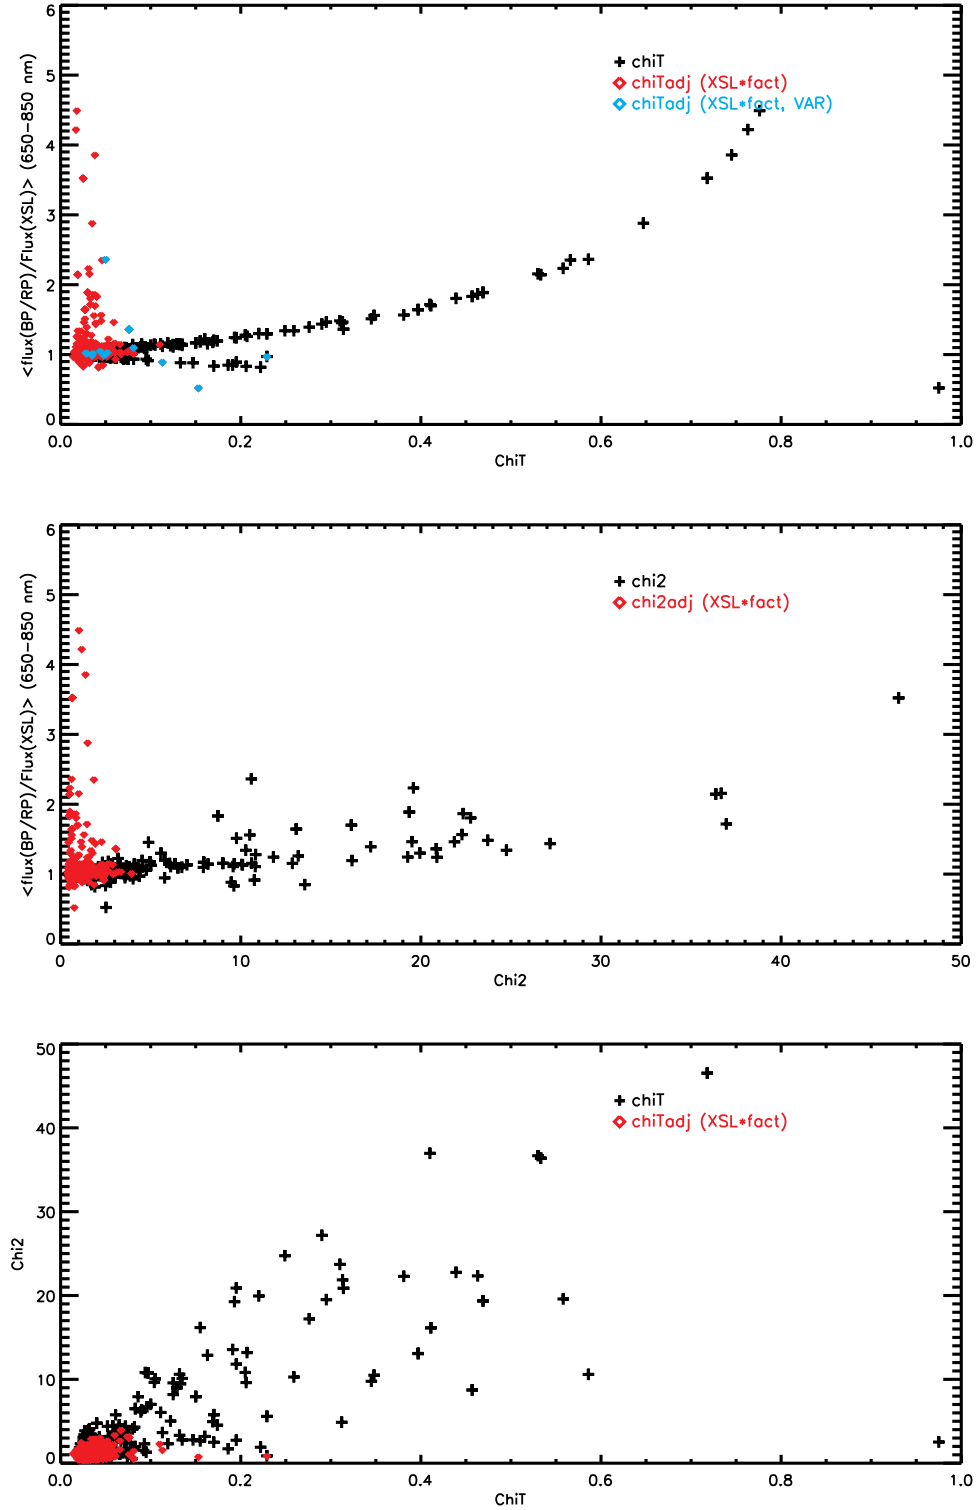 6
5
4
3
2
1
0
<flux(BP/RP)/Flux(XSL)> (650-850 nm)
chiT
chiTadj (XSL*fact)
chiTadj (XSL*fact, VAR)
0.0 0.2 0.4 0.6 0.8 1.0
ChiT
6
5
4
3
2
1
0
<flux(BP/RP)/Flux(XSL)> (650-850 nm)
chi2
chi2adj (XSL*fact)
0 10 20 30 40 50
Chi2
50
40
30
20
10
0
Chi2
chiT
chiTadj (XSL*fact)
0.0 0.2 0.4 0.6 0.8 1.0
ChiT